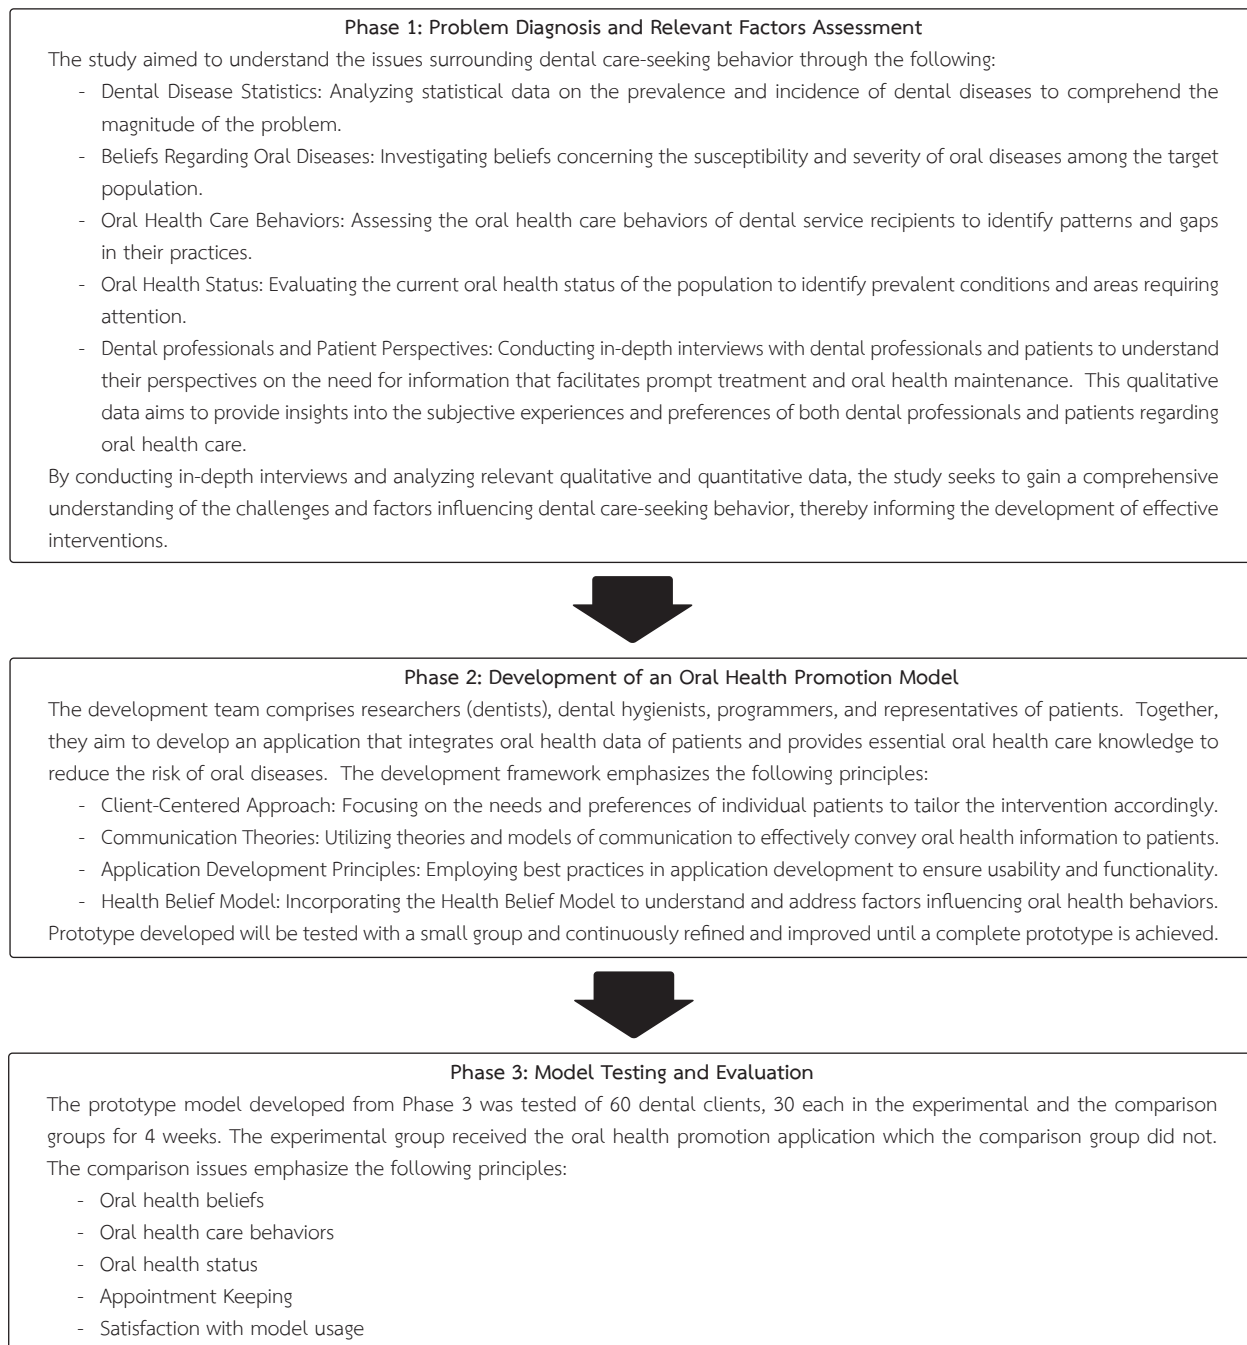 Phase 1: Problem Diagnosis and Relevant Factors Assessment
The study aimed to understand the issues surrounding dental care-seeking behavior through the following:
- Dental Disease Statistics: Analyzing statistical data on the prevalence and incidence of dental diseases to comprehend the
magnitude of the problem.
- Beliefs Regarding Oral Diseases: Investigating beliefs concerning the susceptibility and severity of oral diseases among the target
population.
- Oral Health Care Behaviors: Assessing the oral health care behaviors of dental service recipients to identify patterns and gaps
in their practices.
- Oral Health Status: Evaluating the current oral health status of the population to identify prevalent conditions and areas requiring
attention.
- Dental professionals and Patient Perspectives: Conducting in-depth interviews with dental professionals and patients to understand
their perspectives on the need for information that facilitates prompt treatment and oral health maintenance. This qualitative
data aims to provide insights into the subjective experiences and preferences of both dental professionals and patients regarding
oral health care.
By conducting in-depth interviews and analyzing relevant qualitative and quantitative data, the study seeks to gain a comprehensive
understanding of the challenges and factors influencing dental care-seeking behavior, thereby informing the development of effective
interventions.
Phase 2: Development of an Oral Health Promotion Model
The development team comprises researchers (dentists), dental hygienists, programmers, and representatives of patients. Together,
they aim to develop an application that integrates oral health data of patients and provides essential oral health care knowledge to
reduce the risk of oral diseases. The development framework emphasizes the following principles:
- Client-Centered Approach: Focusing on the needs and preferences of individual patients to tailor the intervention accordingly.
- Communication Theories: Utilizing theories and models of communication to effectively convey oral health information to patients.
- Application Development Principles: Employing best practices in application development to ensure usability and functionality.
- Health Belief Model: Incorporating the Health Belief Model to understand and address factors influencing oral health behaviors.
Prototype developed will be tested with a small group and continuously refined and improved until a complete prototype is achieved.
Phase 3: Model Testing and Evaluation
The prototype model developed from Phase 3 was tested of 60 dental clients, 30 each in the experimental and the comparison
groups for 4 weeks. The experimental group received the oral health promotion application which the comparison group did not.
The comparison issues emphasize the following principles:
- Oral health beliefs
- Oral health care behaviors
- Oral health status
- Appointment Keeping
- Satisfaction with model usage